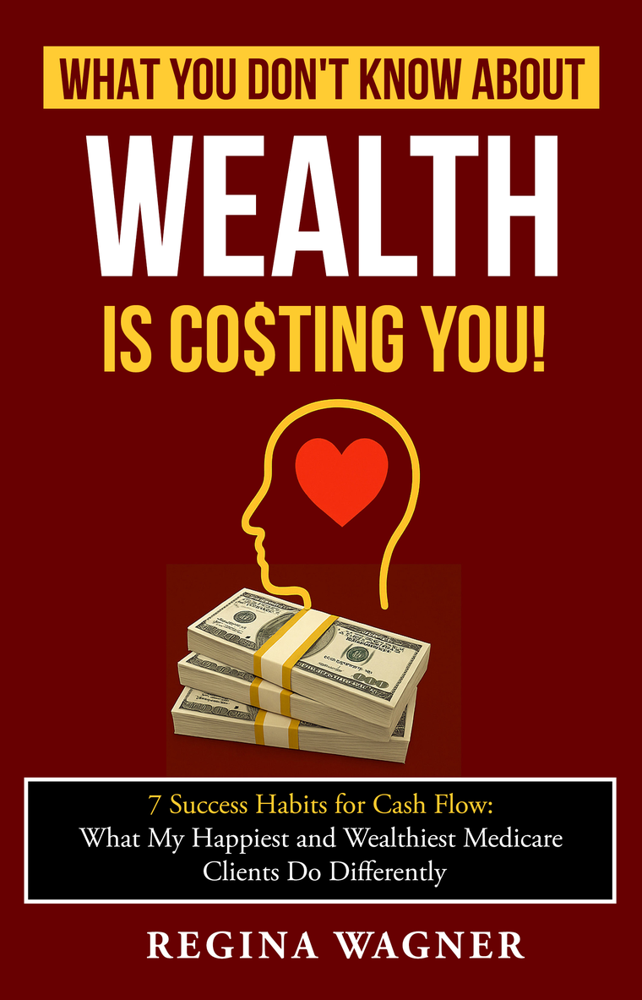 WHAT YOU DON'T KNOW ABOUT
WEALTH
IS CO$TING YOU!
7 Success Habits for Cash Flow:
What My Happiest and Wealthiest Medicare
Clients Do Differently
REGINA WAGNER